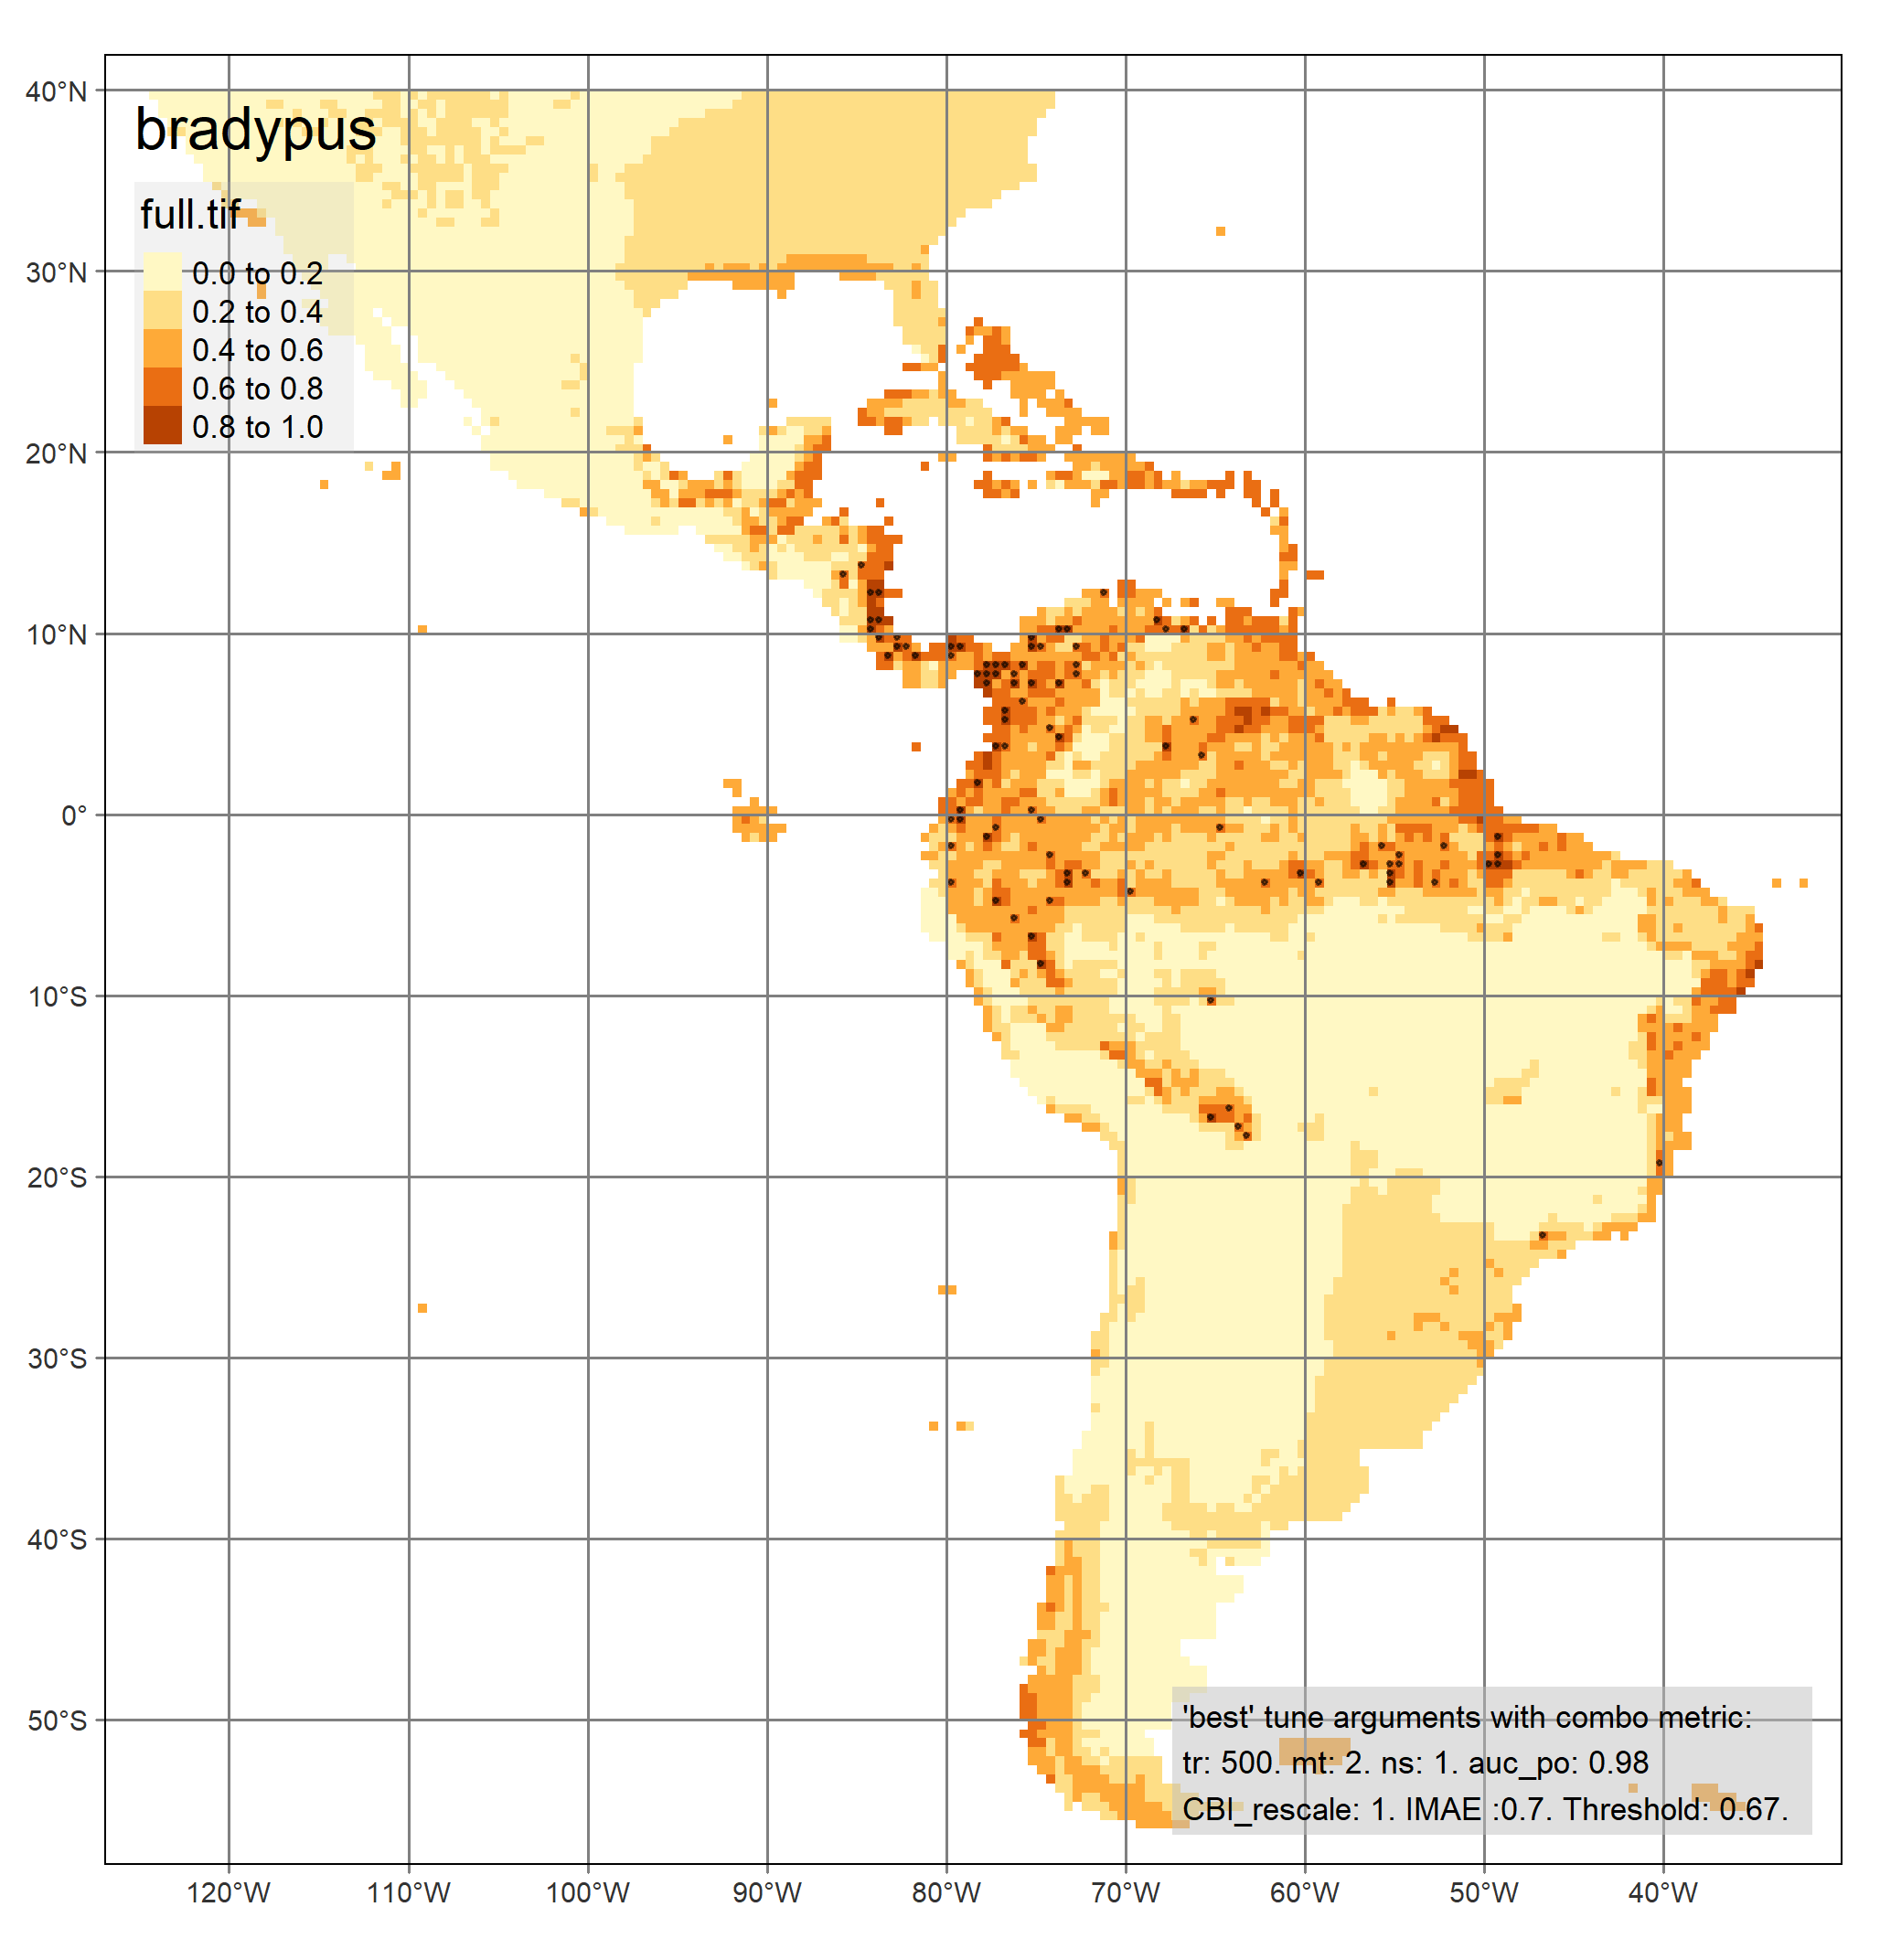 bradypus
full.tif
0.0 to 0.2
0.2 to 0.4
0.4 to 0.6
0.6 to 0.8
0.8 to 1.0
40°N
30°N
20°N
10°N
0°
10°S
20°S
30°S
40°S
50°S
'best' tune arguments with combo metric:
tr: 500. mt: 2. ns: 1. auc_po: 0.98
CBI_rescale: 1. IMAE :0.7. Threshold: 0.67.
120°W 110°W 100°W 90°W 80°W 70°W 60°W 50°W 40°W